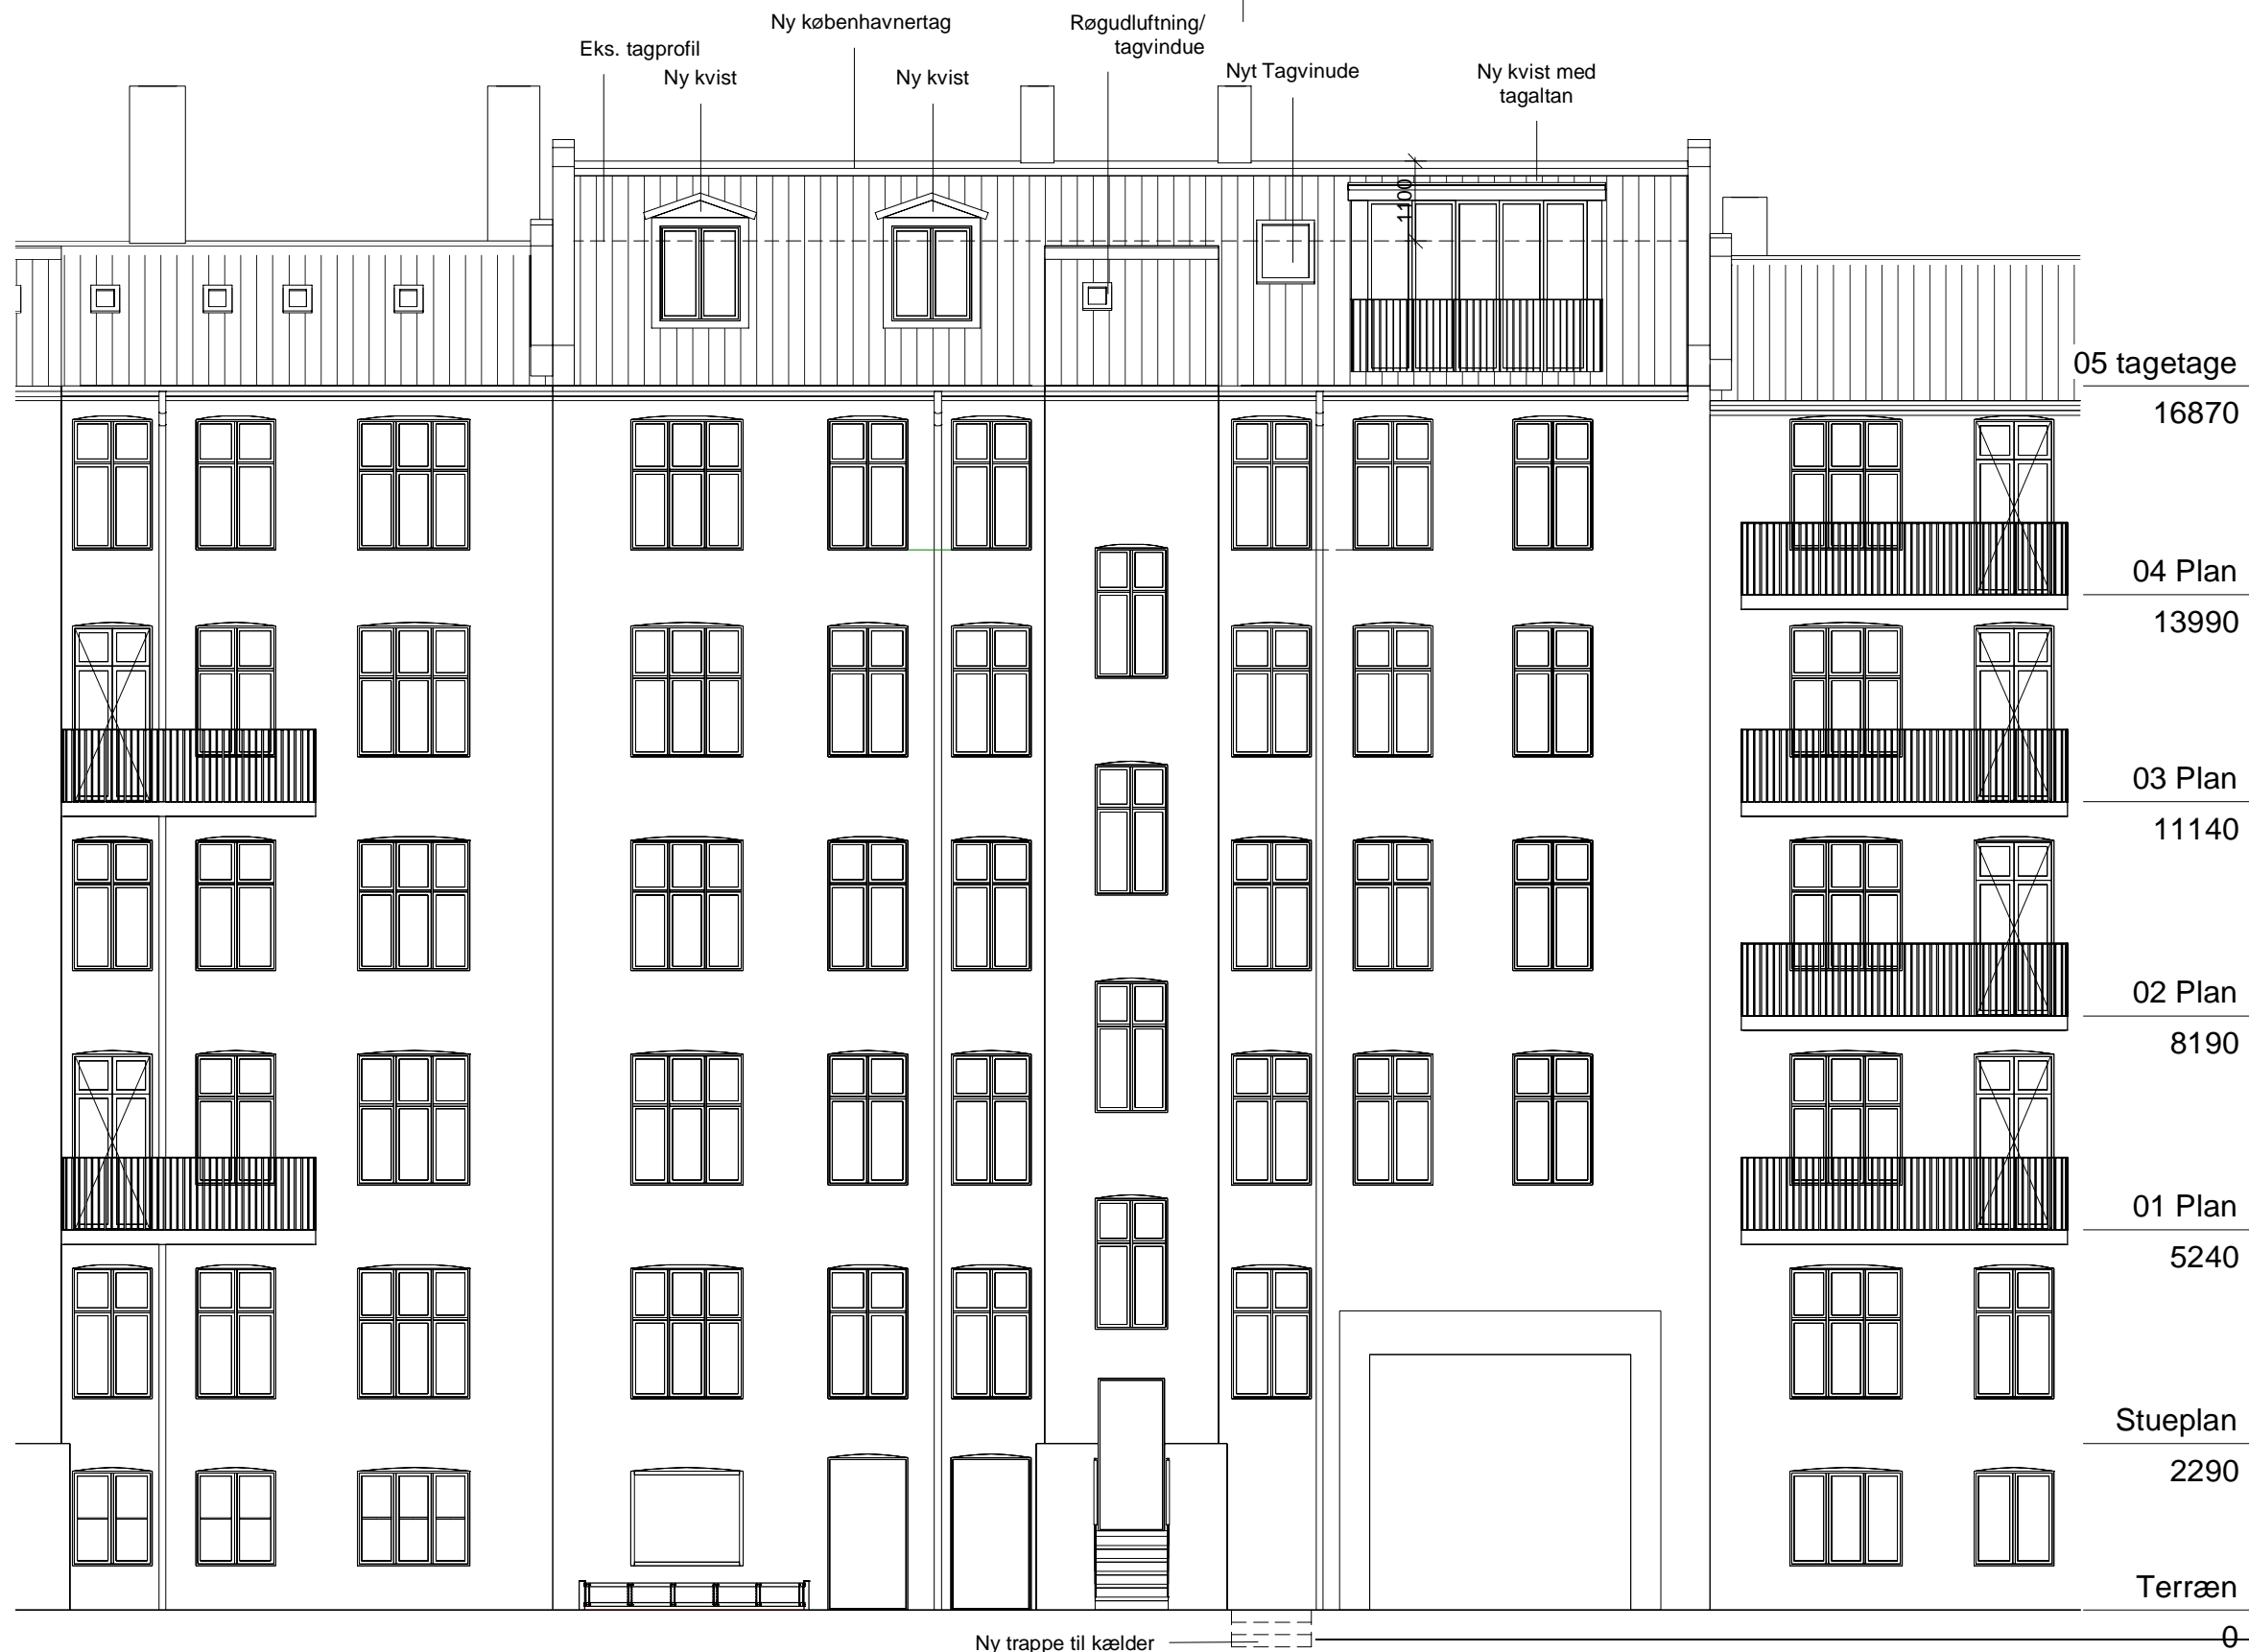 Ny københavnertag
Røgudluftning/
tagvindue
Eks. tagprofil
Ny kvist
Ny kvist
Nyt Tagvinude
Ny kvist med
tagaltan
1100
05 tagetage
16870
04 Plan
13990
03 Plan
11140
02 Plan
8190
01 Plan
5240
Stueplan
2290
Terræn
0
Ny trappe til kælder